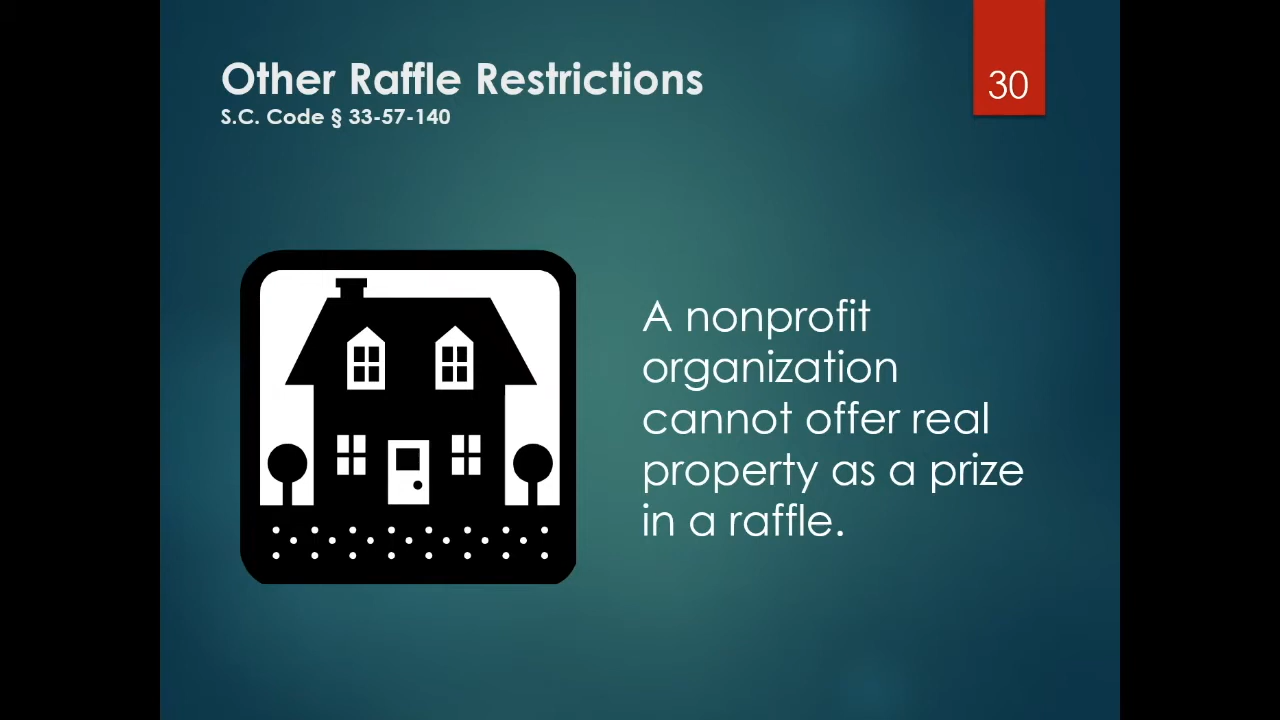 Other Raffle Restrictions
S.C. Code § 33-57-140
30
A nonprofit
organization
cannot offer real
property as a prize
in a raffle.